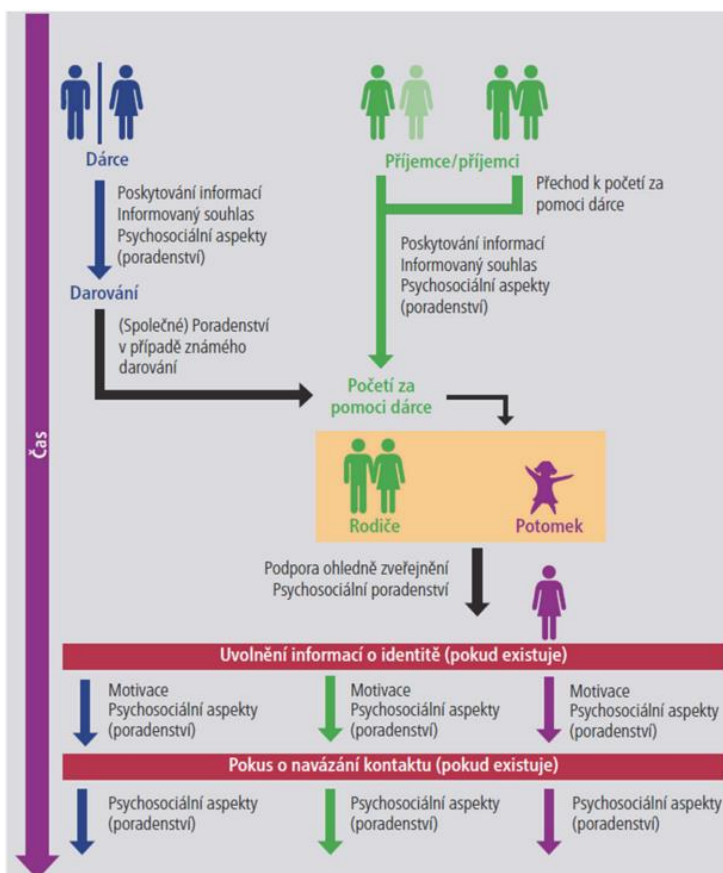 Čas
Dárce
Příjemce/příjemci
Poskytování informací
Informovaný souhlas
Psychosociální aspekty
(poradenství)
Přechod k početí za
pomoci dárce
Poskytování informací
Informovaný souhlas
Psychosociální aspekty
(poradenství)
Darování
(Společné) Poradenství
v případě známého
darování
Početí za
pomoci dárce
Rodiče
Potomek
Podpora ohledně zveřejnění
Psychosociální poradenství
Uvolnění informací o identitě (pokud existuje)
Motivace
Psychosociální aspekty
(poradenství)
Motivace
Psychosociální aspekty
(poradenství)
Motivace
Psychosociální aspekty
(poradenství)
Pokus o navázání kontaktu (pokud existuje)
Psychosociální aspekty
(poradenství)
Psychosociální aspekty
(poradenství)
Psychosociální aspekty
(poradenství)